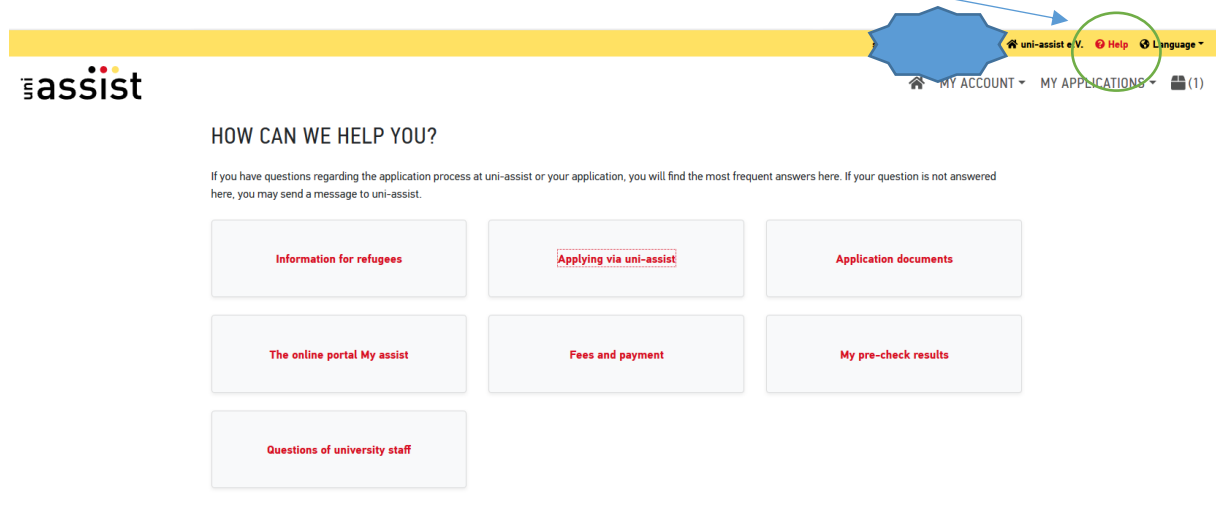 uni-assist e.V. Help Language
uni assist
MY ACCOUNT MY APPLICATIONS (1)
HOW CAN WE HELP YOU?
If you have questions regarding the application process at uni-assist or your application, you will find the most frequent answers here. If your question is not answered
here, you may send a message to uni-assist.
Information for refugees
Applying via uni-assist
Application documents
The online portal My assist
Fees and payment
My pre-check results
Questions of university staff